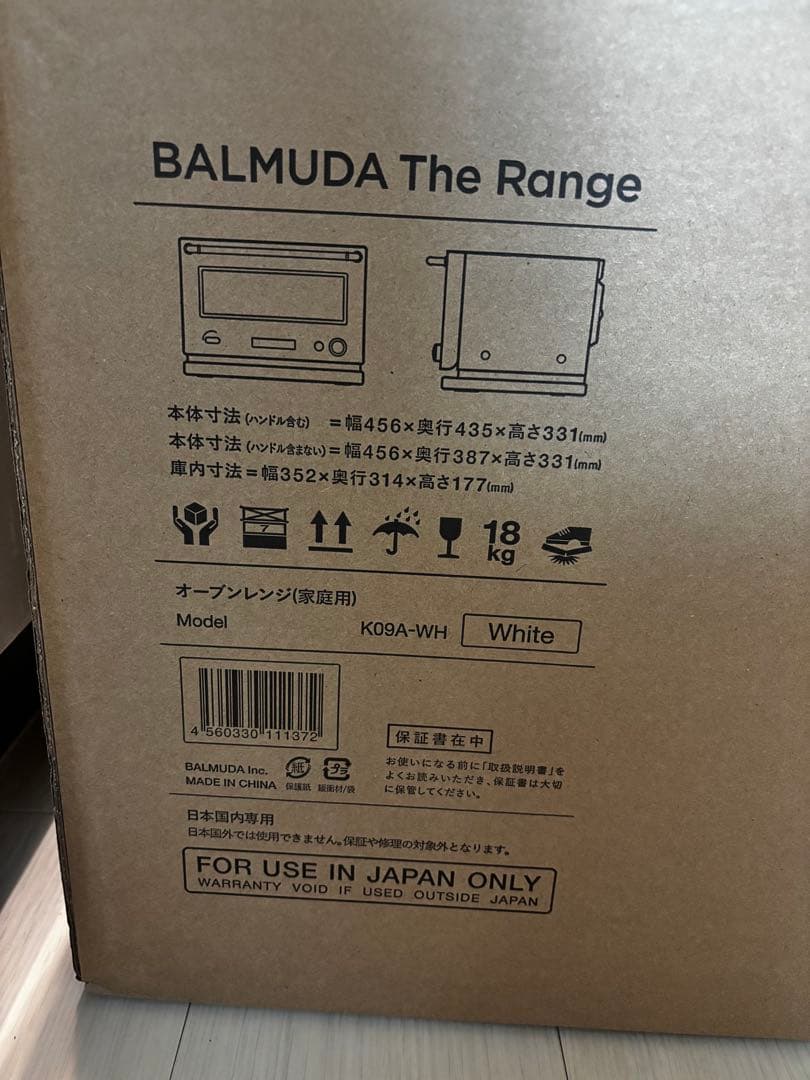 BALMUDA The Range
本体寸法(ハンドル含む) =幅456×奥行435×高さ331(mm)
本体寸法(ハンドル含まない)=幅456×奥行387×高さ331(mm)
庫内寸法=幅352×奥行314×高さ177(mm)
7
18
kg
オーブンレンジ(家庭用)
Model K09A-WH White
4 560330 111372
保証書在中
お使いになる前に「取扱説明書」を
よくお読みいただき、保証書は大切
に保管してください。
BALMUDA Inc.
MADE IN CHINA
紙
保護紙
プラ
緩衝材/袋
日本国内専用
日本国外では使用できません。保証や修理の対象外となります。
FOR USE IN JAPAN ONLY
WARRANTY VOID IF USED OUTSIDE JAPAN